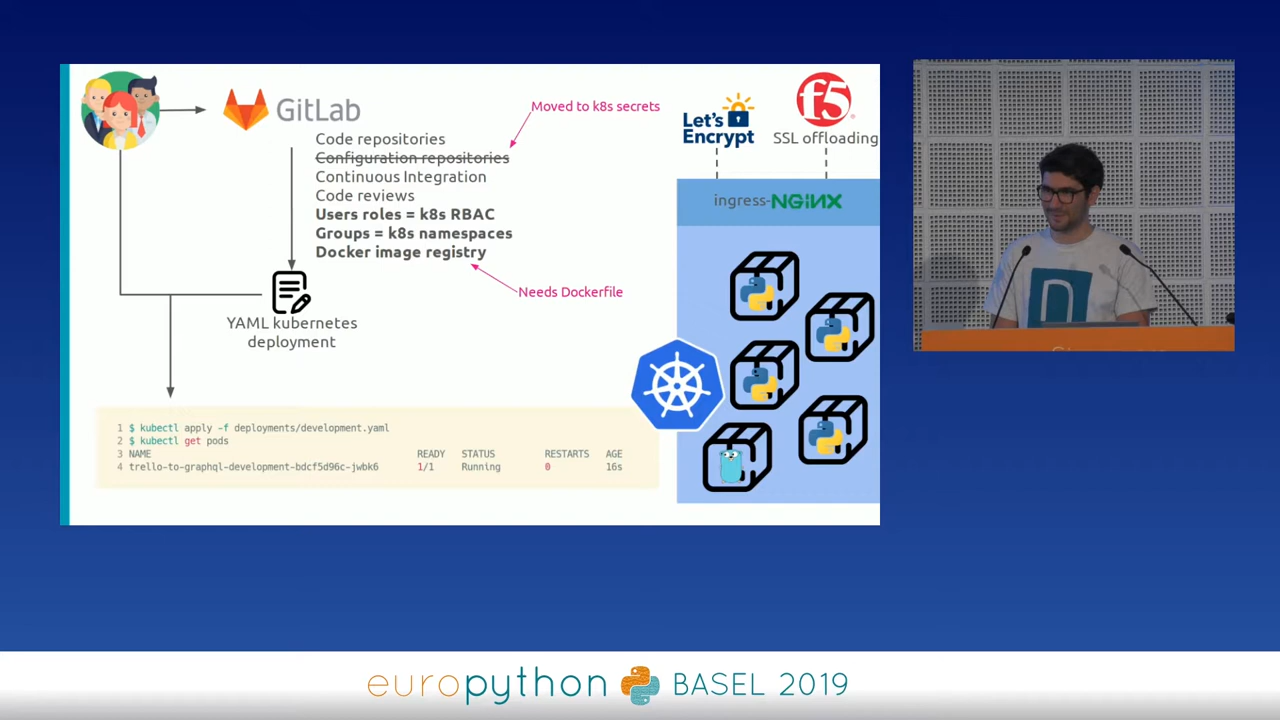 GitLab
Moved to k8s secrets
Code repositories
Configuration repositories
Continuous Integration
Code reviews
Users roles = k8s RBAC
Groups = k8s namespaces
Docker image registry
Needs Dockerfile
YAML kubernetes
deployment
Let's
Encrypt
f5
SSL offloading
ingress-NGINX
1 $ kubectl apply -f deployments/development.yaml
2 $ kubectl get pods
3 NAME READY STATUS RESTARTS AGE
4 trello-to-graphql-development-bdcf5d96c-jwbk6 1/1 Running 0 16s
europython BASEL 2019